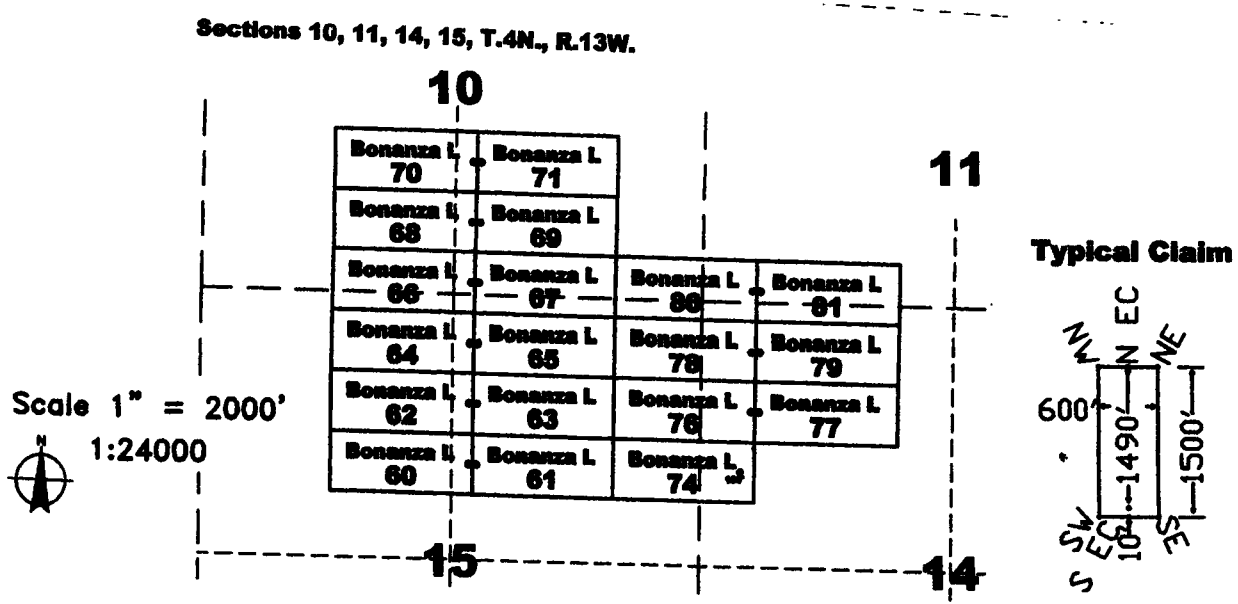 Sections 10, 11, 14, 15, T.4N., R.13W.
10
11
Bonanza L
70
Bonanza L
71
Bonanza L
68
Bonanza L
69
Bonanza L
66
Bonanza L
67
Bonanza L
80
Bonanza L
81
Bonanza L
64
Bonanza L
65
Bonanza L
78
Bonanza L
79
Bonanza L
62
Bonanza L
63
Bonanza L
76
Bonanza L
77
Bonanza L
60
Bonanza L
61
Bonanza L
74
15
14
Scale 1" = 2000'
N
1:24000
Typical Claim
NW
N EC
NE
600'
1490'
1500'
SW
S EC
10'
SE